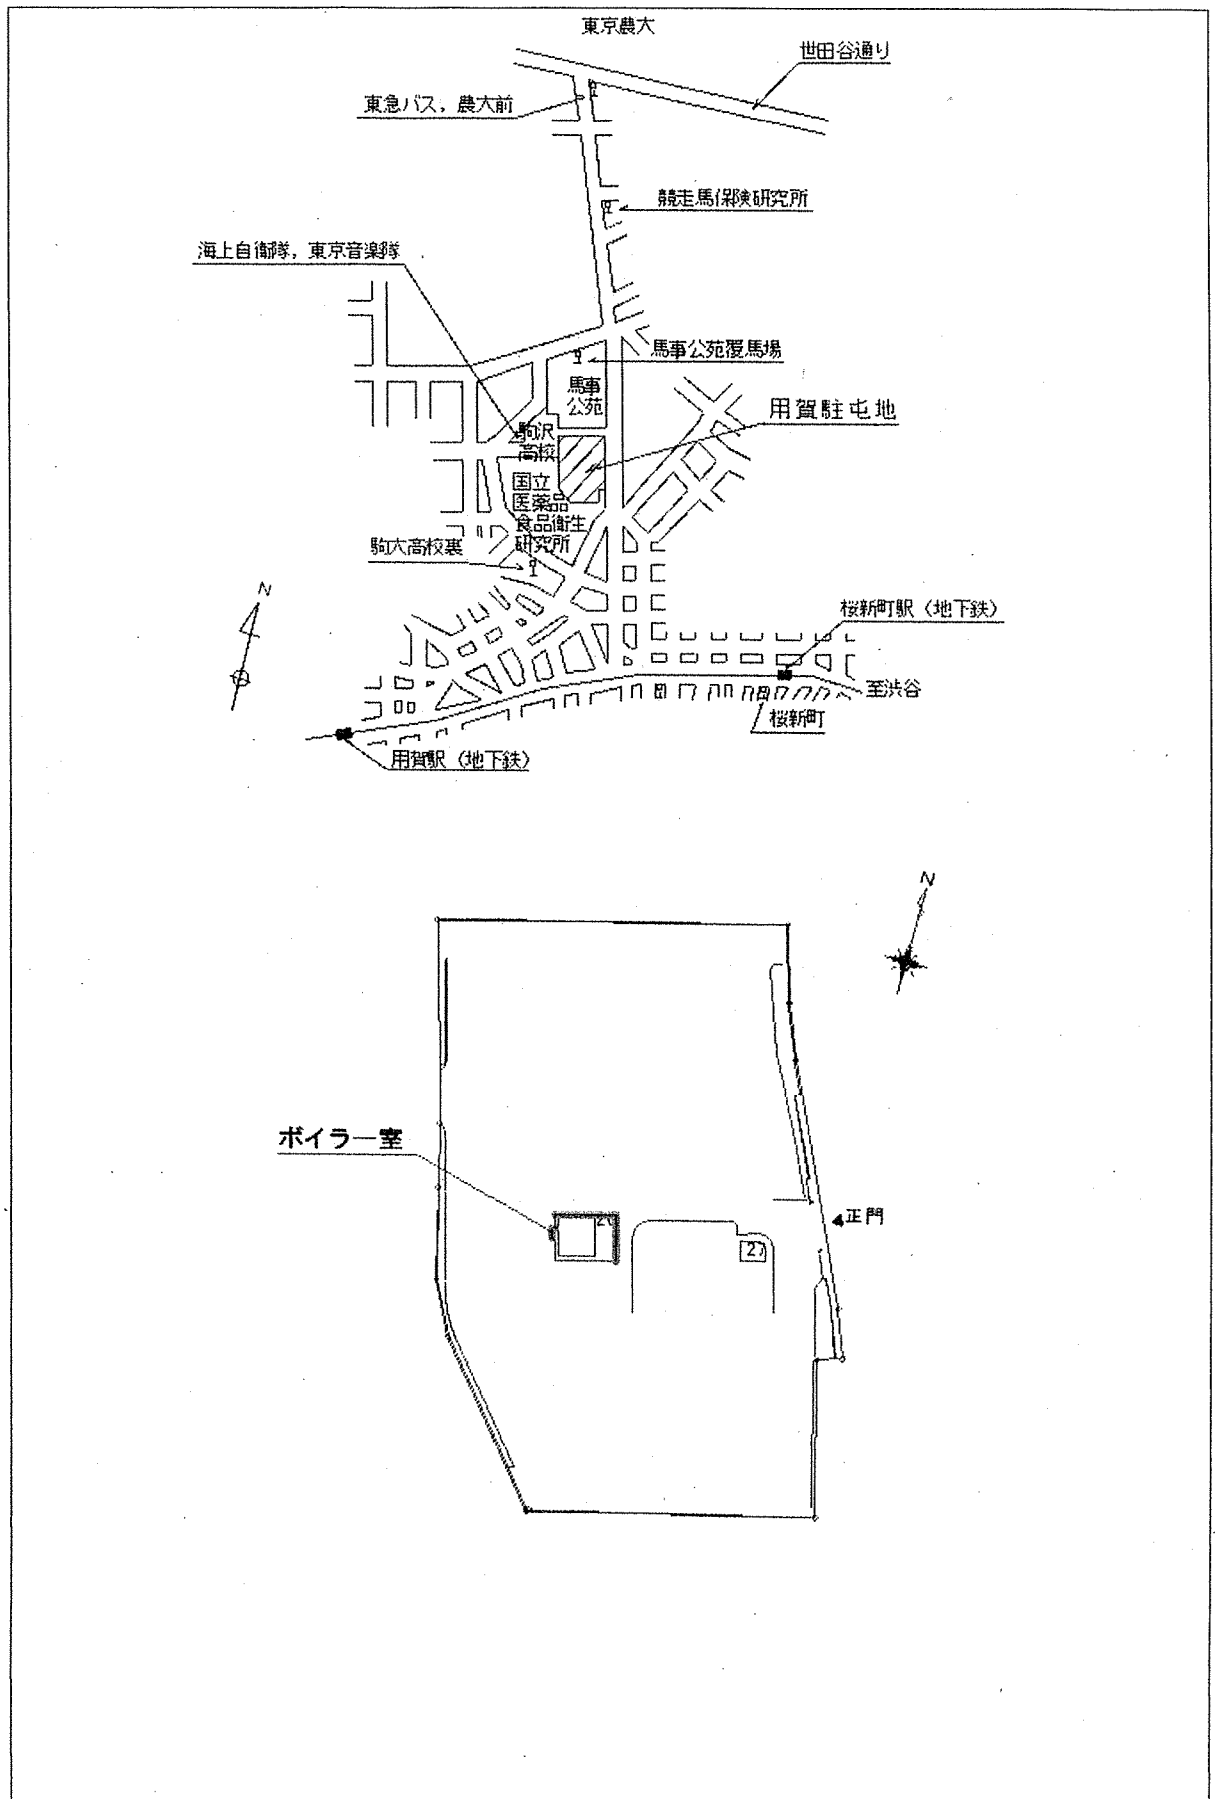 東京農大
世田谷通り
東急バス，農大前
競走馬保険研究所
海上自衛隊，東京音楽隊
馬事公苑覆馬場
馬事
公苑
用賀駐屯地
駒沢
高校
国立
医薬品
食品衛生
研究所
駒大高校裏
N
桜新町駅（地下鉄）
至渋谷
桜新町
用賀駅（地下鉄）
N
ボイラー室
正門
27